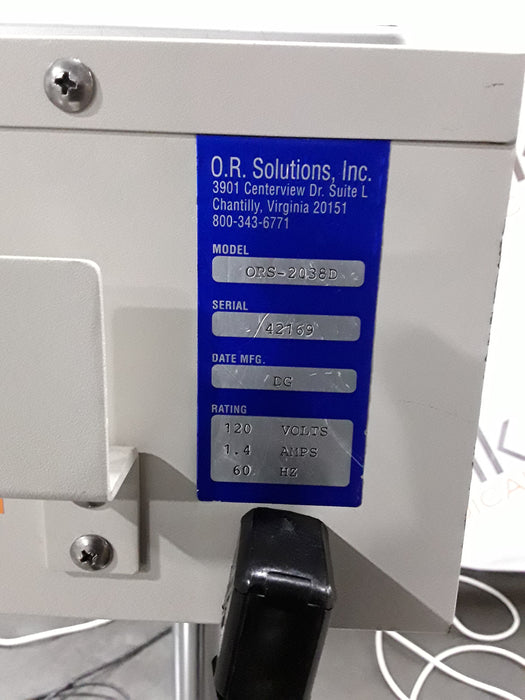 O.R. Solutions, Inc.
3901 Centerview Dr. Suite L
Chantilly, Virginia 20151
800-343-6771
MODEL
ORS-2038D
SERIAL
42169
DATE MFG.
DG
RATING
120 VOLTS
1.4 AMPS
60 HZ